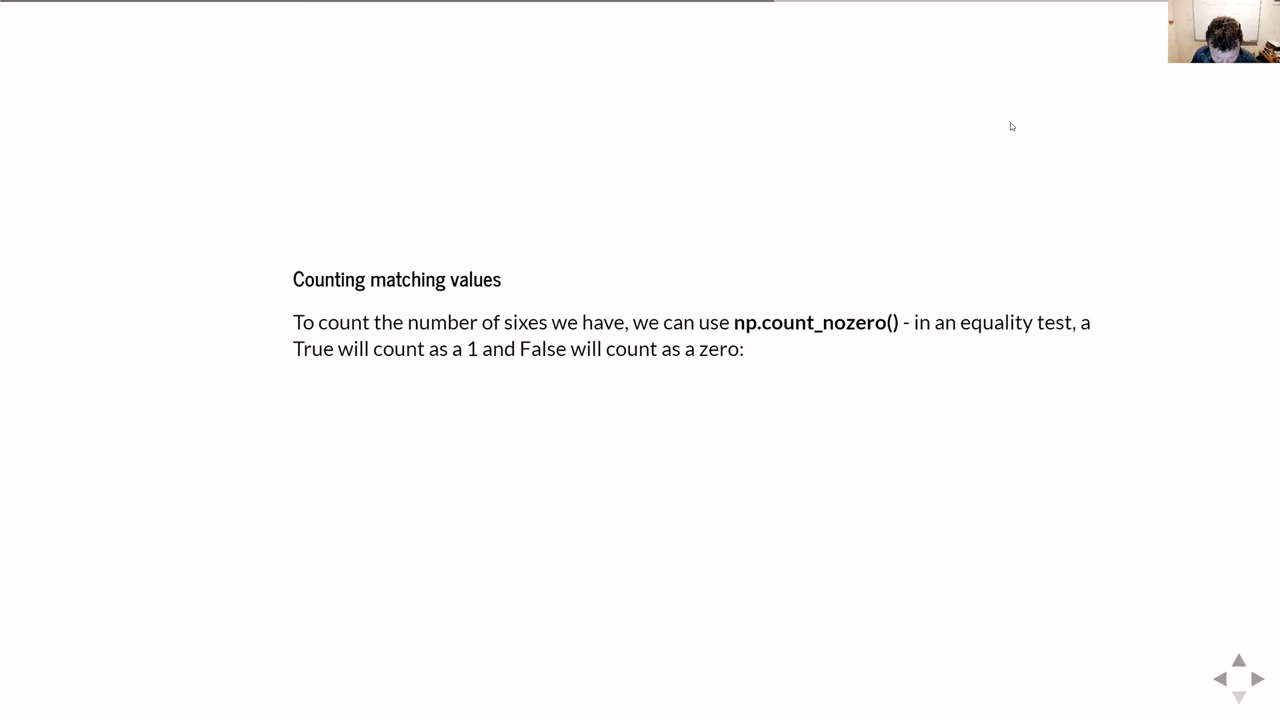 Counting matching values
To count the number of sixes we have, we can use np.count_nozero() - in an equality test, a
True will count as a 1 and False will count as a zero: